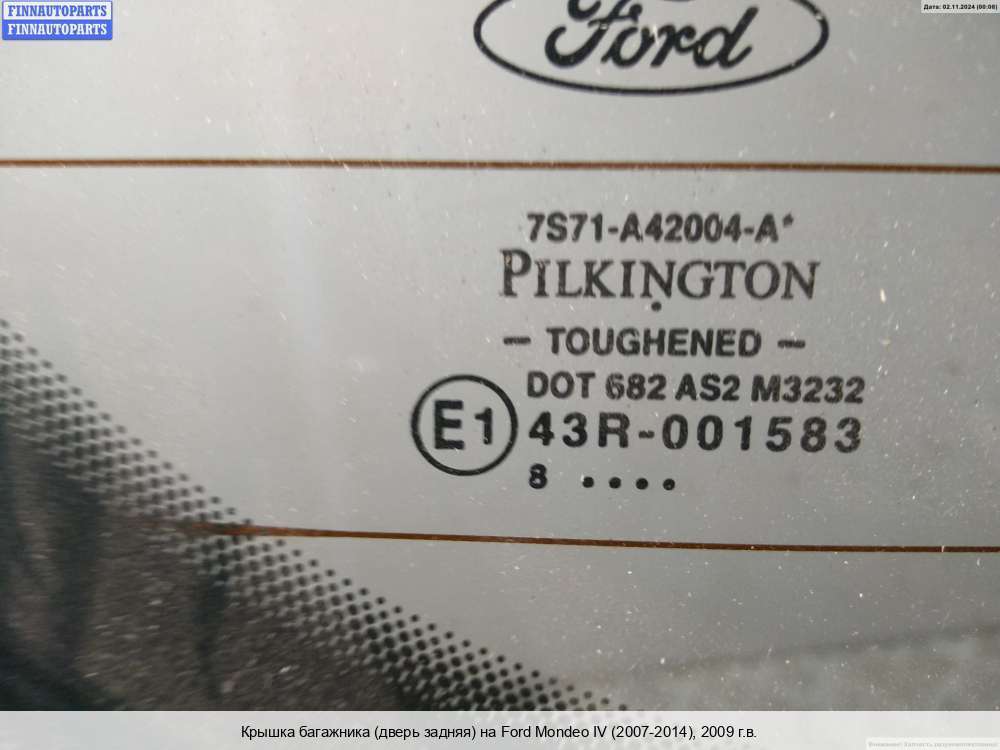 FINNAUTOPARTS
FINNAUTOPARTS
Дата: 02.11.2024 (00:06)
Ford
7S71-A42004-A*
PILKINGTON
– TOUGHENED –
DOT 682 AS2 M3232
E1 43R-001583
8 ••••
Крышка багажника (дверь задняя) на Ford Mondeo IV (2007-2014), 2009 г.в.